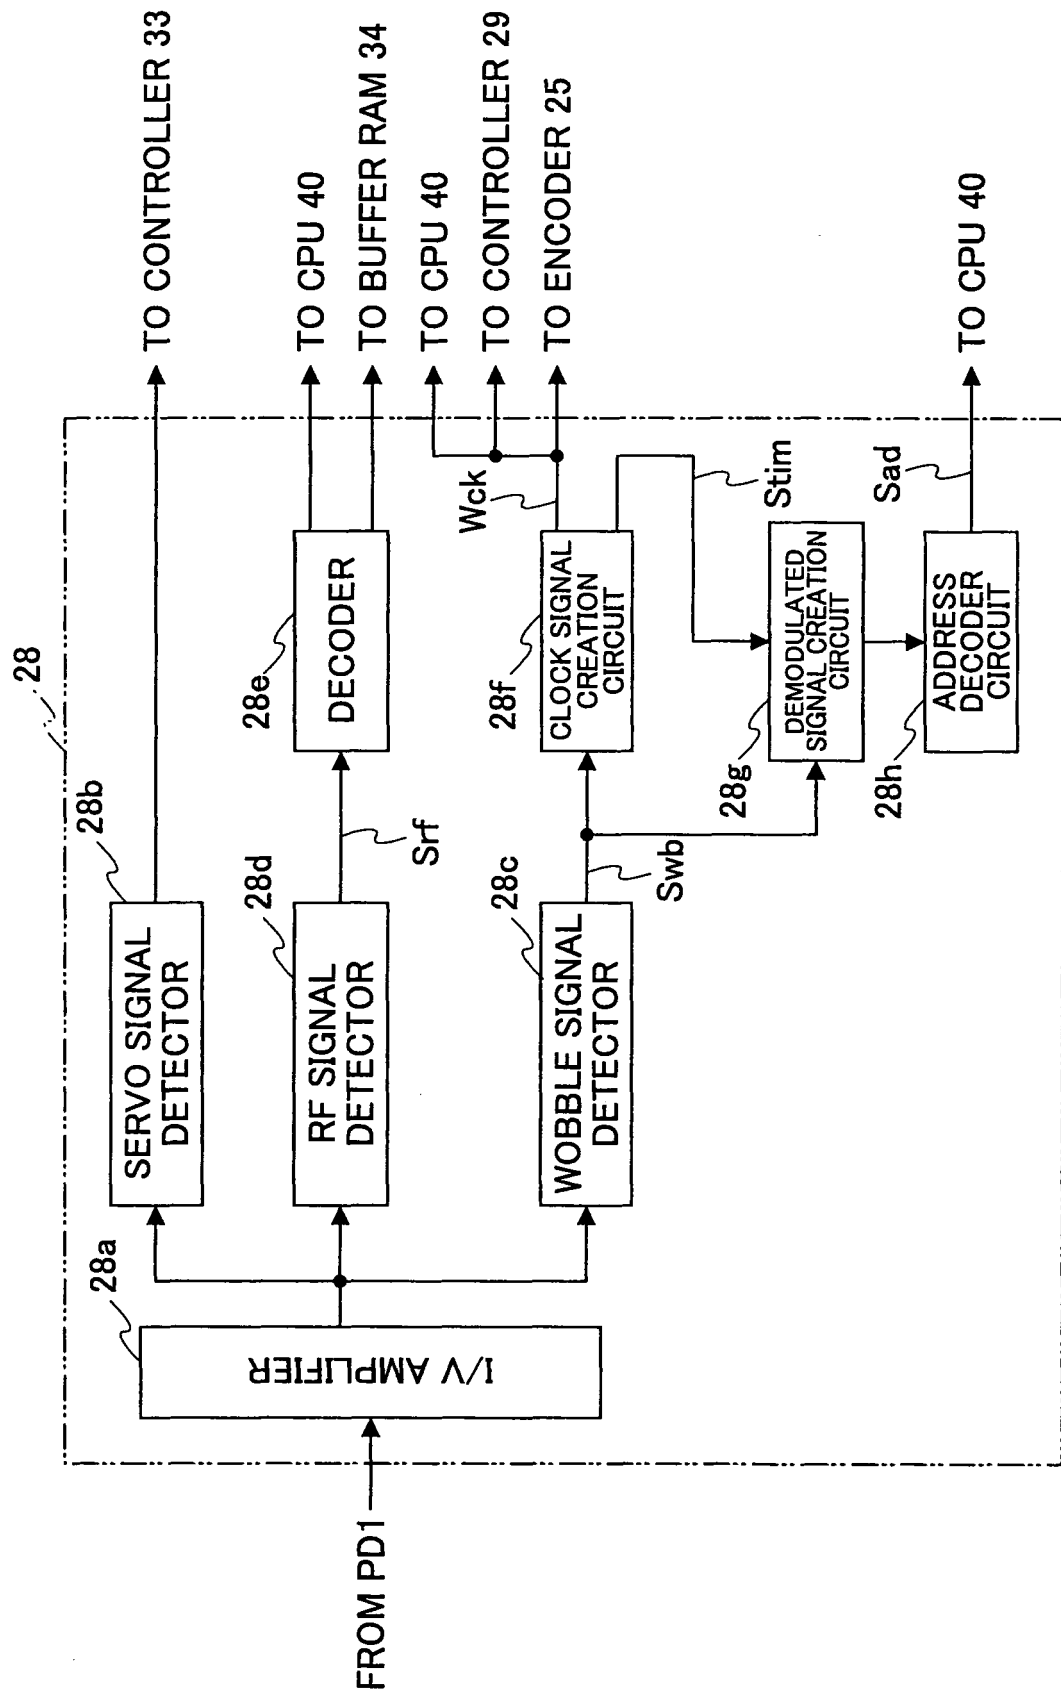 28
FROM PD1
28a
I/V AMPLIFIER
28b
SERVO SIGNAL
DETECTOR
TO CONTROLLER 33
28d
RF SIGNAL
DETECTOR
Srf
28e
DECODER
TO CPU 40
TO BUFFER RAM 34
28c
WOBBLE SIGNAL
DETECTOR
Swb
28f
CLOCK SIGNAL
CREATION
CIRCUIT
Wck
TO CPU 40
TO CONTROLLER 29
TO ENCODER 25
Stim
28g
DEMODULATED
SIGNAL CREATION
CIRCUIT
28h
ADDRESS
DECODER
CIRCUIT
Sad
TO CPU 40